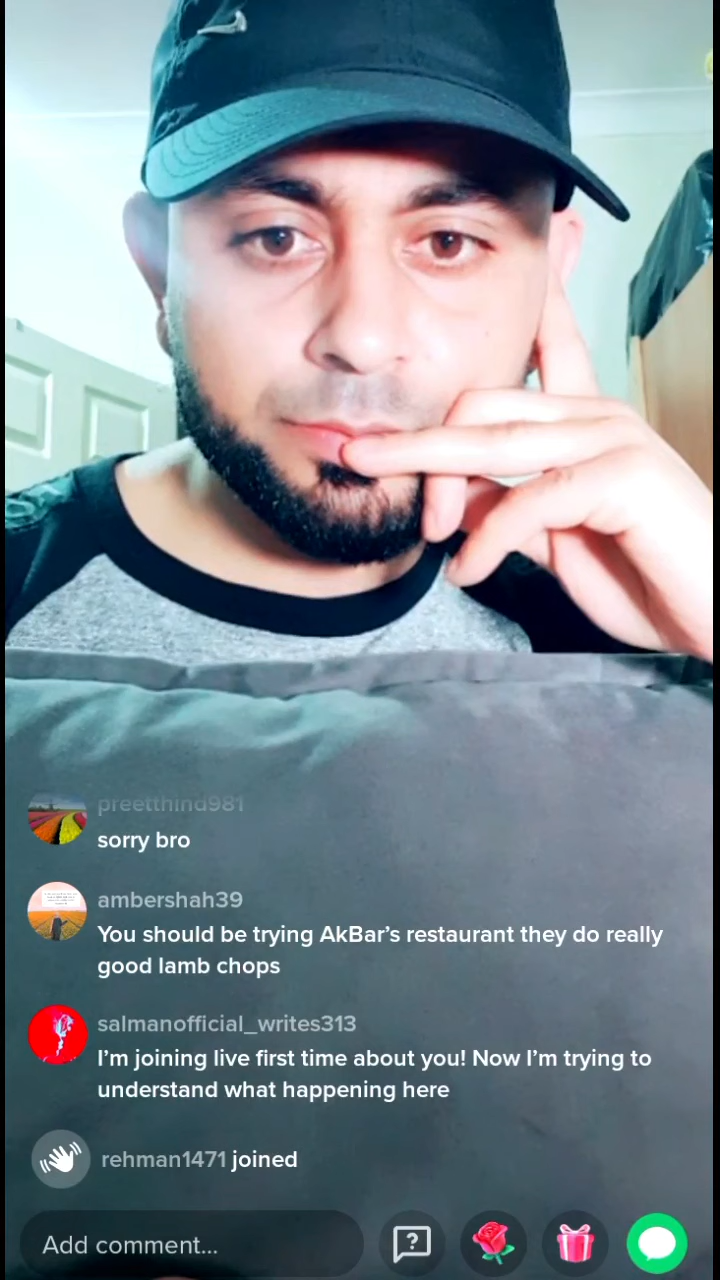 preetthind981
sorry bro
ambershah39
You should be trying AkBar's restaurant they do really
good lamb chops
salmanofficial_writes313
I'm joining live first time about you! Now I'm trying to
understand what happening here
rehman1471 joined
Add comment...
?